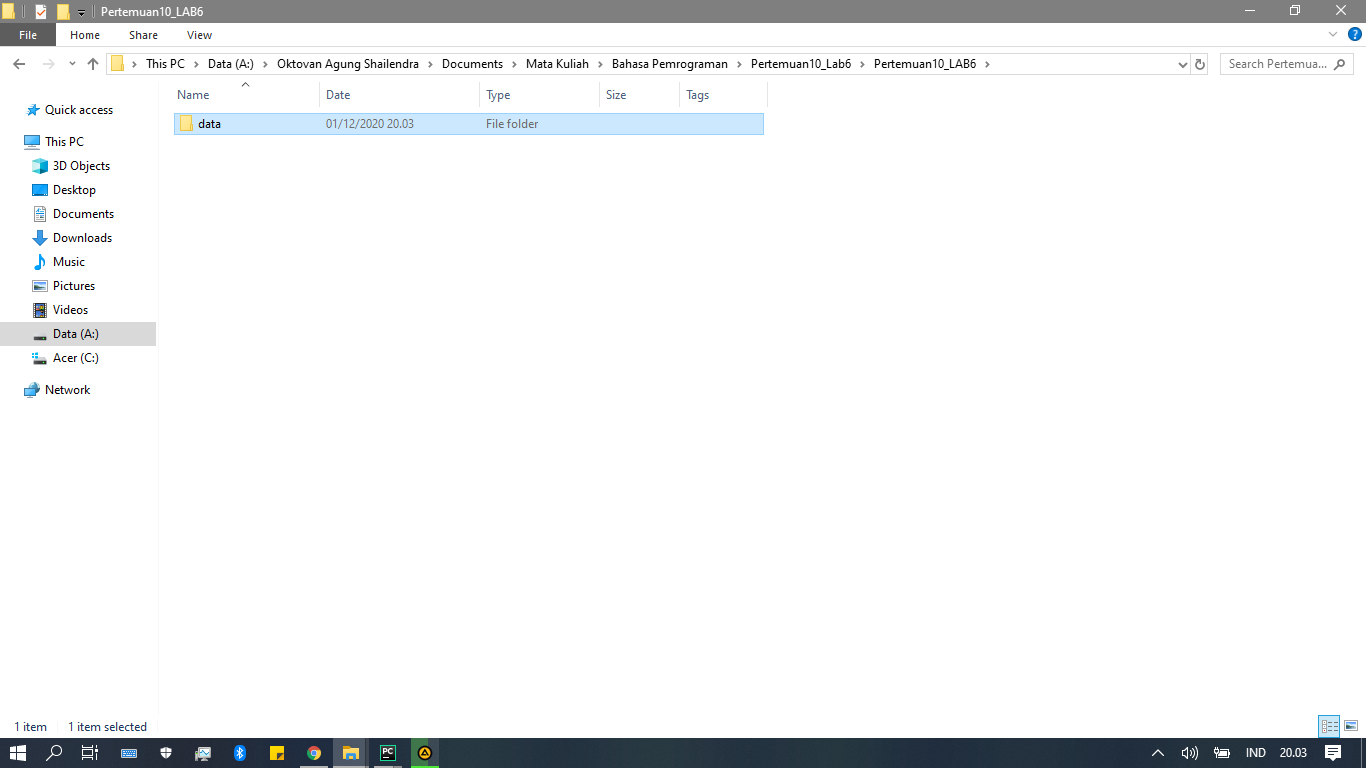 Pertemuan10_LAB6
File Home Share View
This PC Data (A:) Oktovan Agung Shailendra Documents Mata Kuliah Bahasa Pemrograman Pertemuan10_Lab6 Pertemuan10_LAB6 Search Pertemua...
Name Date Type Size Tags
data 01/12/2020 20.03 File folder
Quick access
This PC
3D Objects
Desktop
Documents
Downloads
Music
Pictures
Videos
Data (A:)
Acer (C:)
Network
1 item 1 item selected
PC IND 20.03